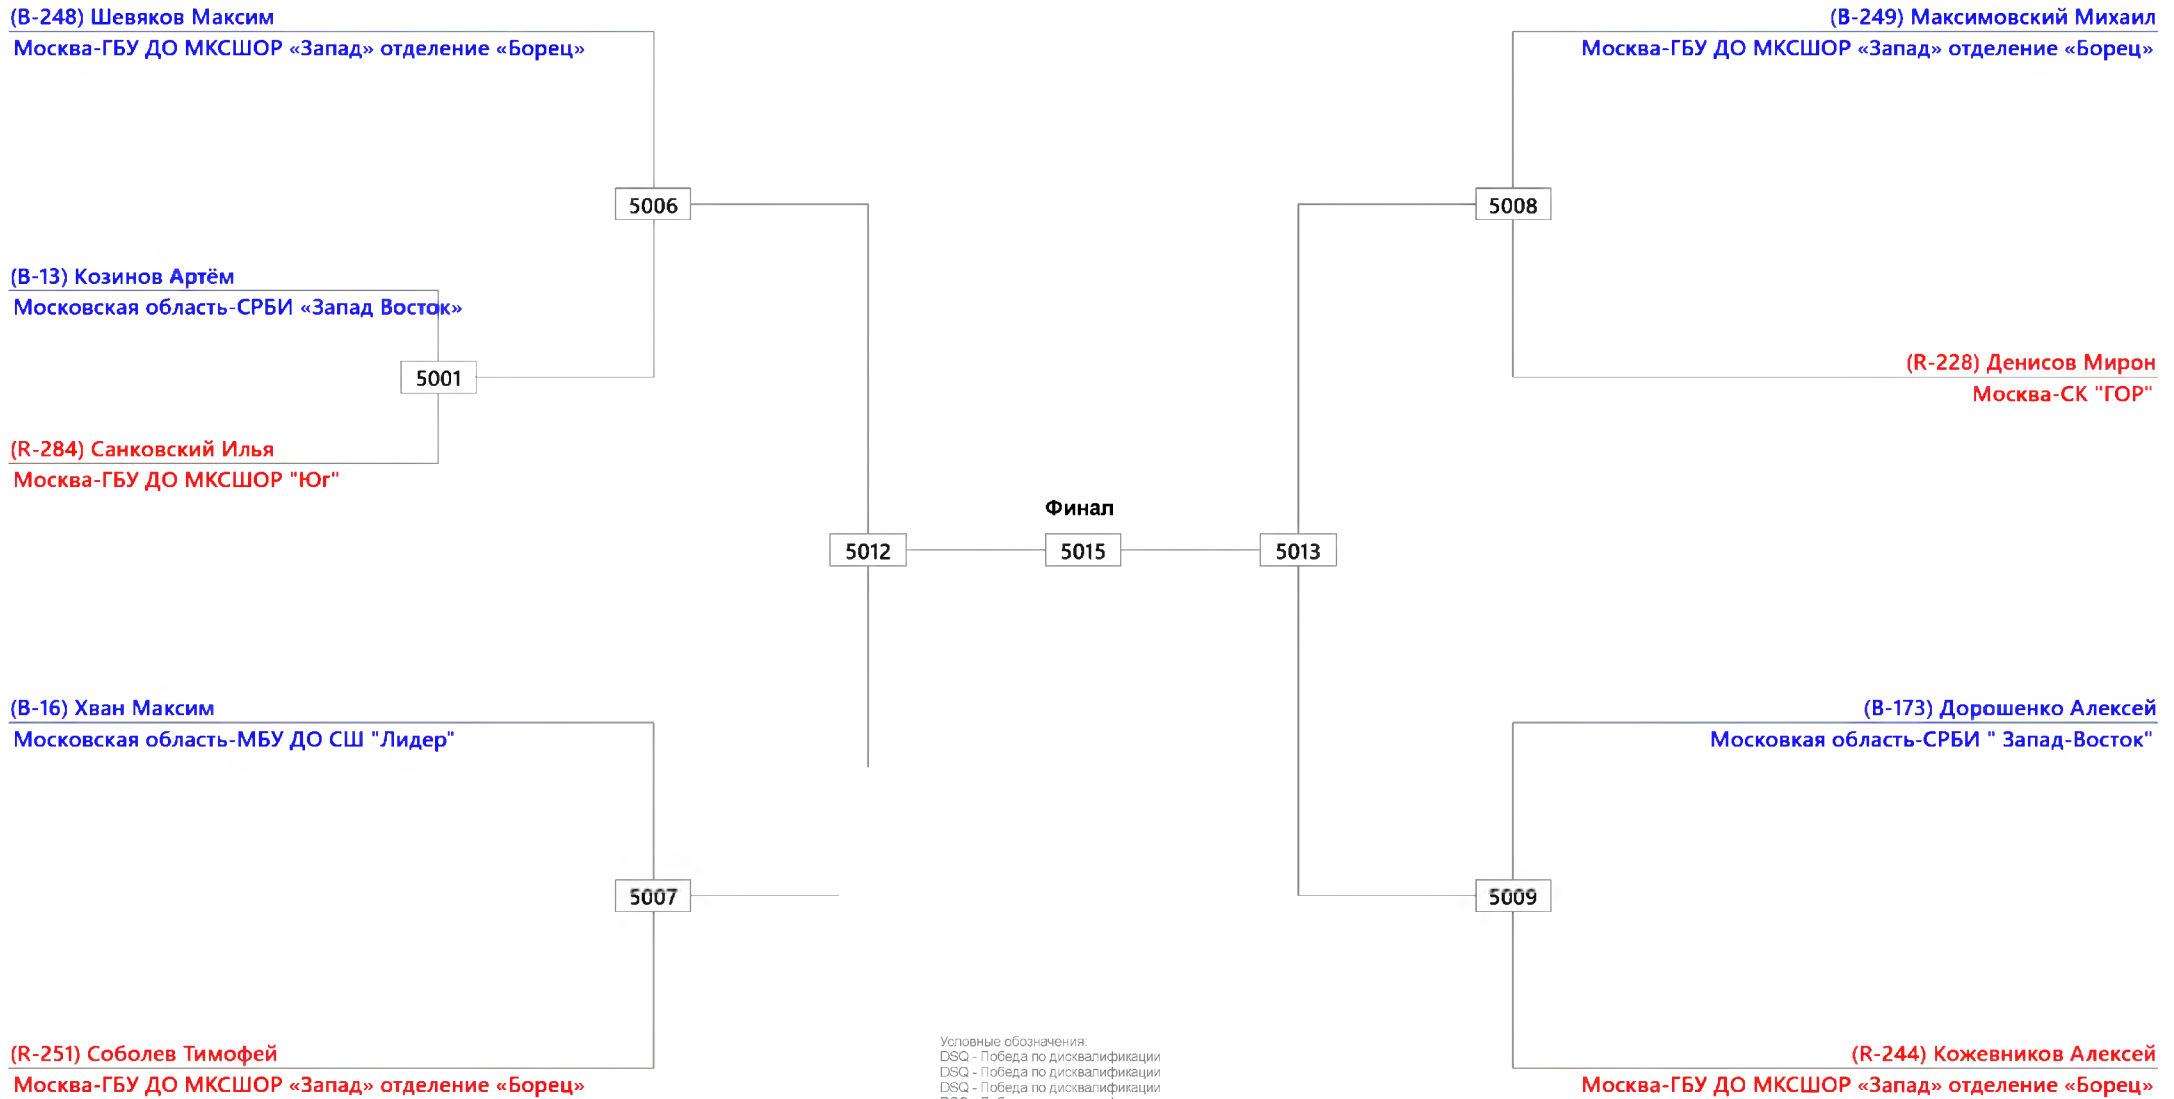 (B-248) Шевяков Максим
Москва-ГБУ ДО МКСШОР «Запад» отделение «Борец»
5006
(B-13) Козинов Артём
Московская область-СРБИ «Запад Восток»
5001
(R-284) Санковский Илья
Москва-ГБУ ДО МКСШОР "Юг"
5012
(B-16) Хван Максим
Московская область-МБУ ДО СШ "Лидер"
5007
(R-251) Соболев Тимофей
Москва-ГБУ ДО МКСШОР «Запад» отделение «Борец»
Финал
5015
(B-249) Максимовский Михаил
Москва-ГБУ ДО МКСШОР «Запад» отделение «Борец»
5008
(R-228) Денисов Мирон
Москва-СК "ГОР"
5013
(B-173) Дорошенко Алексей
Московкая область-СРБИ " Запад-Восток"
5009
(R-244) Кожевников Алексей
Москва-ГБУ ДО МКСШОР «Запад» отделение «Борец»
Условные обозначения:
DSQ - Победа по дисквалификации
DSQ - Победа по дисквалификации
DSQ - Победа по дисквалификации